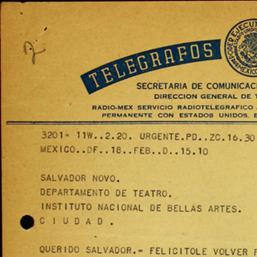 TELEGRAFOS
SECRETARIA DE COMUNICAC
DIRECCION GENERAL DE T
RADIO-MEX SERVICIO RADIOTELEGRAFICO
PERMANENTE CON ESTADOS UNIDOS, E
3201- 11W..2.20. URGENTE.PD..ZC.16.30
MEXICO..DF..18..FEB..D..15.10
SALVADOR NOVO.
DEPARTAMENTO DE TEATRO.
INSTITUTO NACIONAL DE BELLAS ARTES.
C I U D A D .
QUERIDO SALVADOR.= FELICITOLE VOLVER